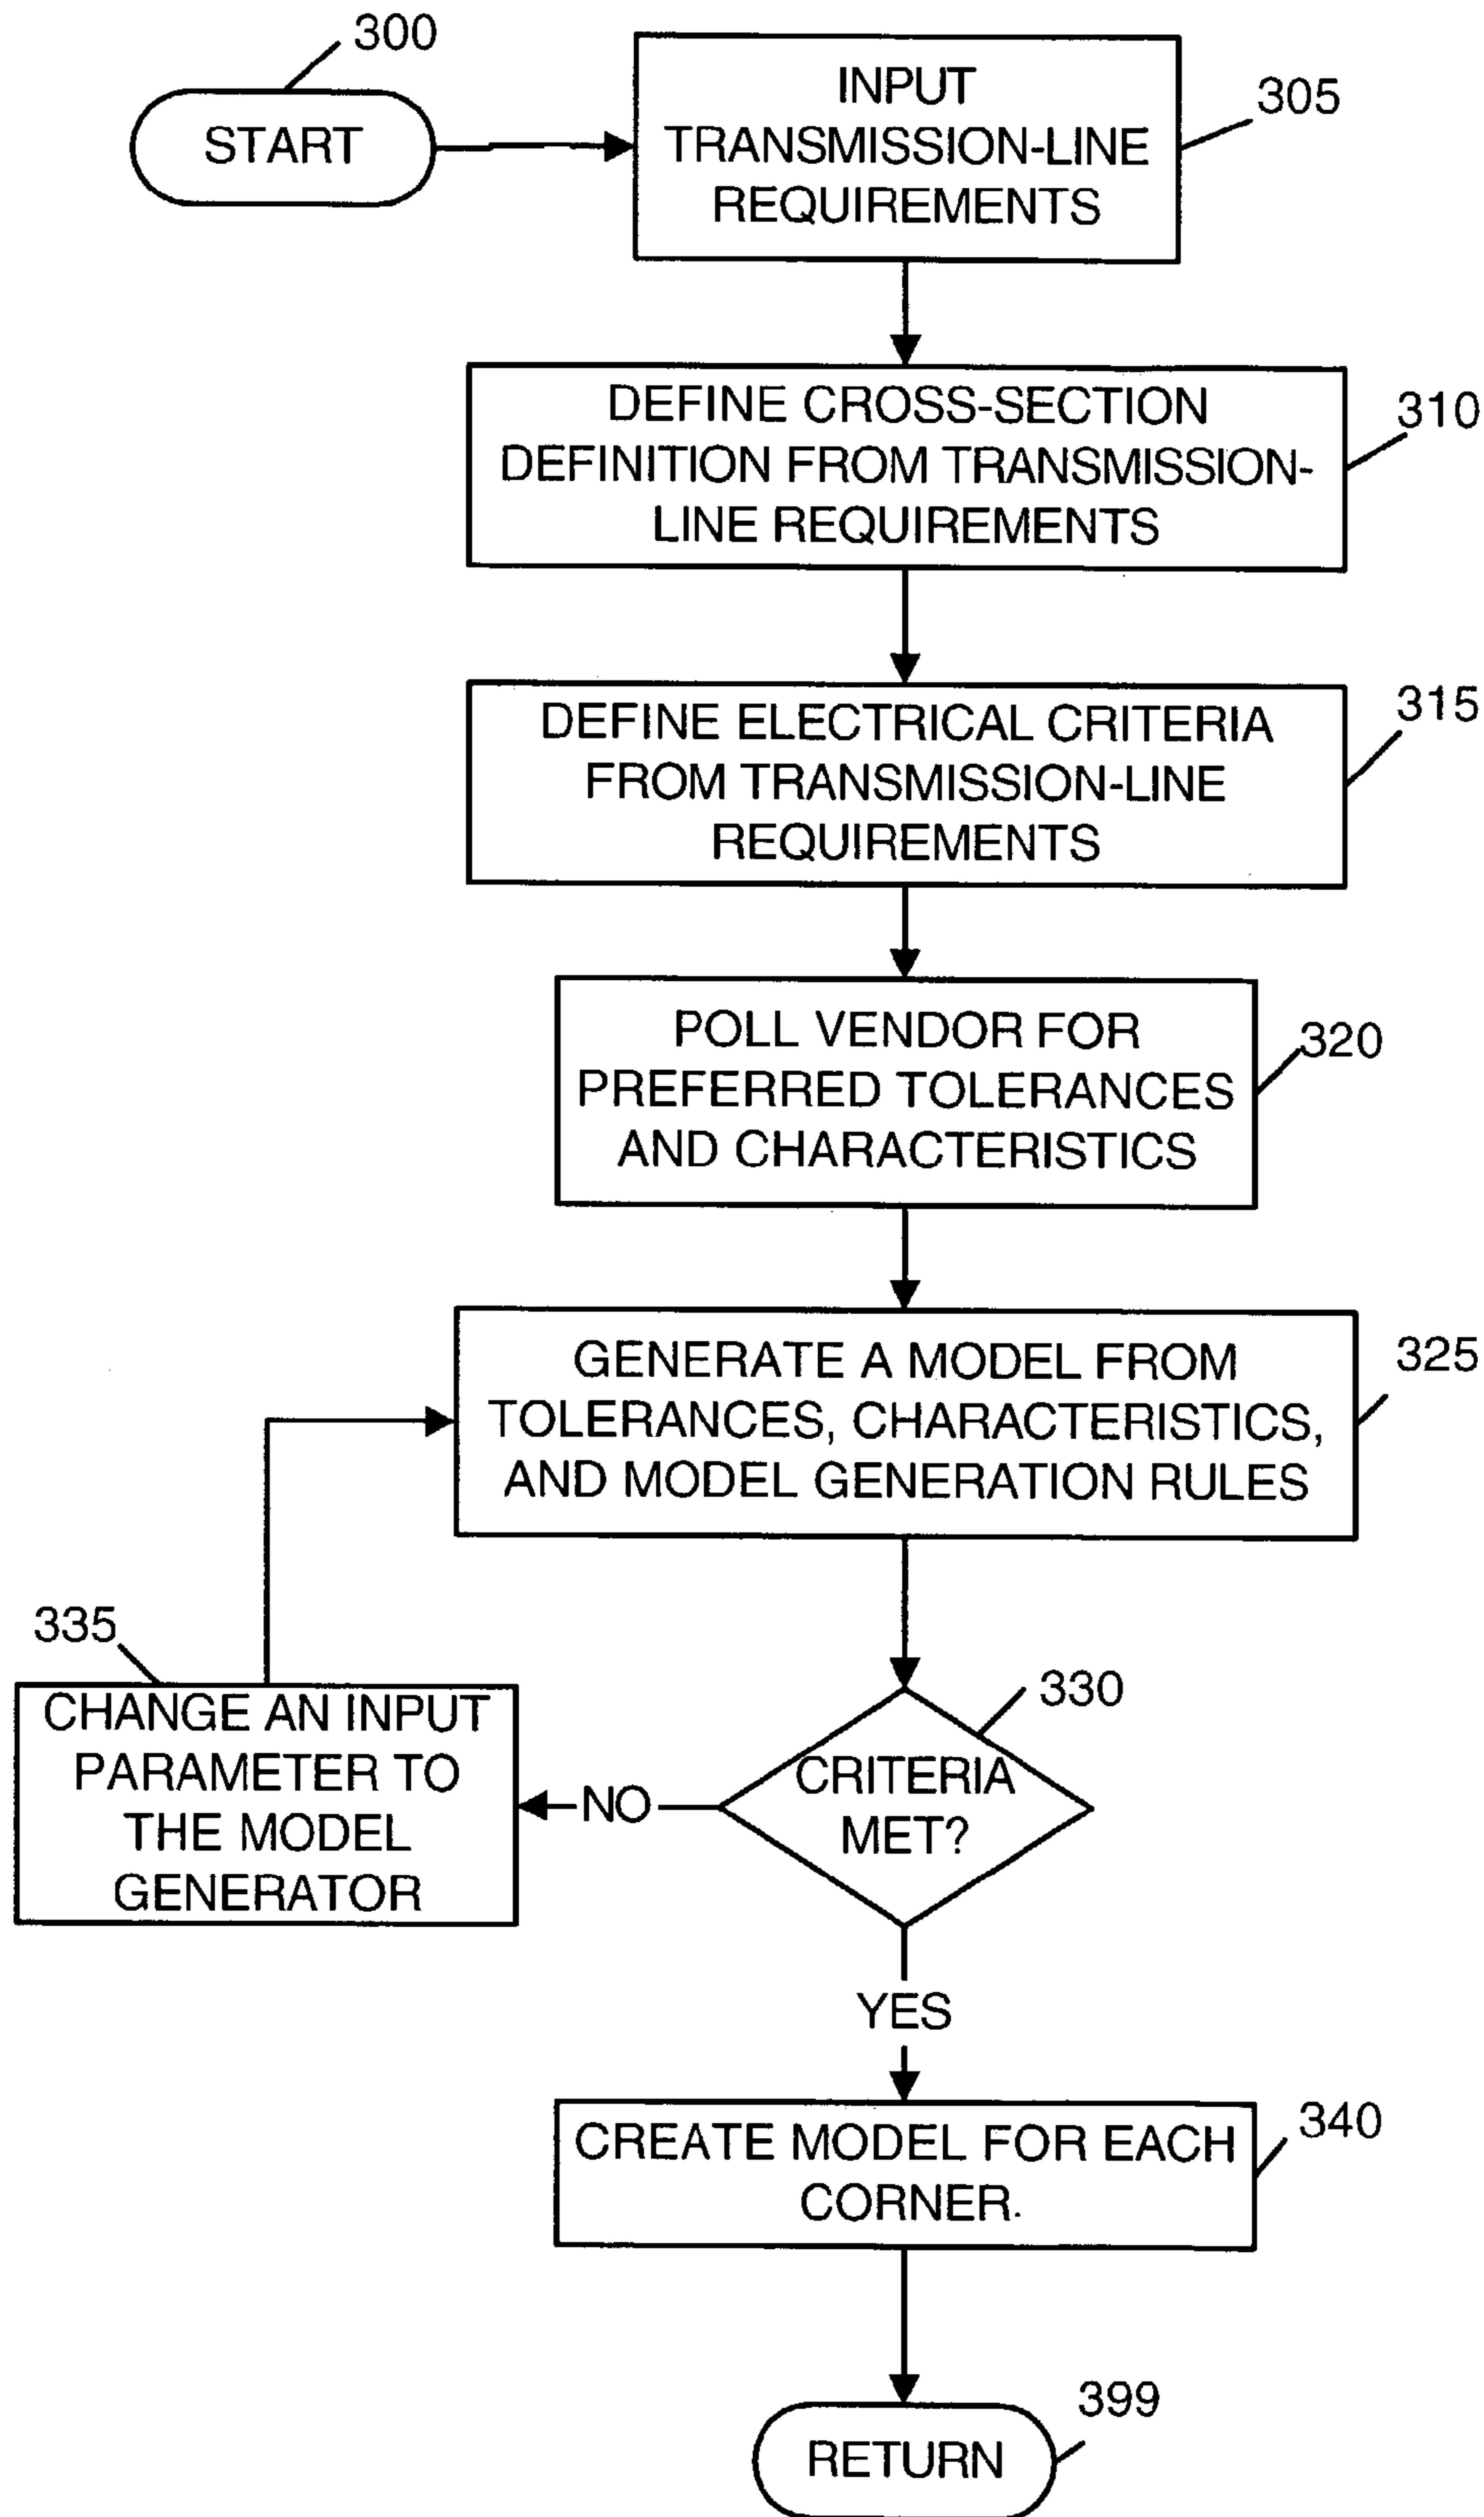 300
START
INPUT
TRANSMISSION-LINE
REQUIREMENTS
305
DEFINE CROSS-SECTION
DEFINITION FROM TRANSMISSION-
LINE REQUIREMENTS
310
DEFINE ELECTRICAL CRITERIA
FROM TRANSMISSION-LINE
REQUIREMENTS
315
POLL VENDOR FOR
PREFERRED TOLERANCES
AND CHARACTERISTICS
320
GENERATE A MODEL FROM
TOLERANCES, CHARACTERISTICS,
AND MODEL GENERATION RULES
325
335
CHANGE AN INPUT
PARAMETER TO
THE MODEL
GENERATOR
NO
330
CRITERIA
MET?
YES
CREATE MODEL FOR EACH
CORNER.
340
399
RETURN